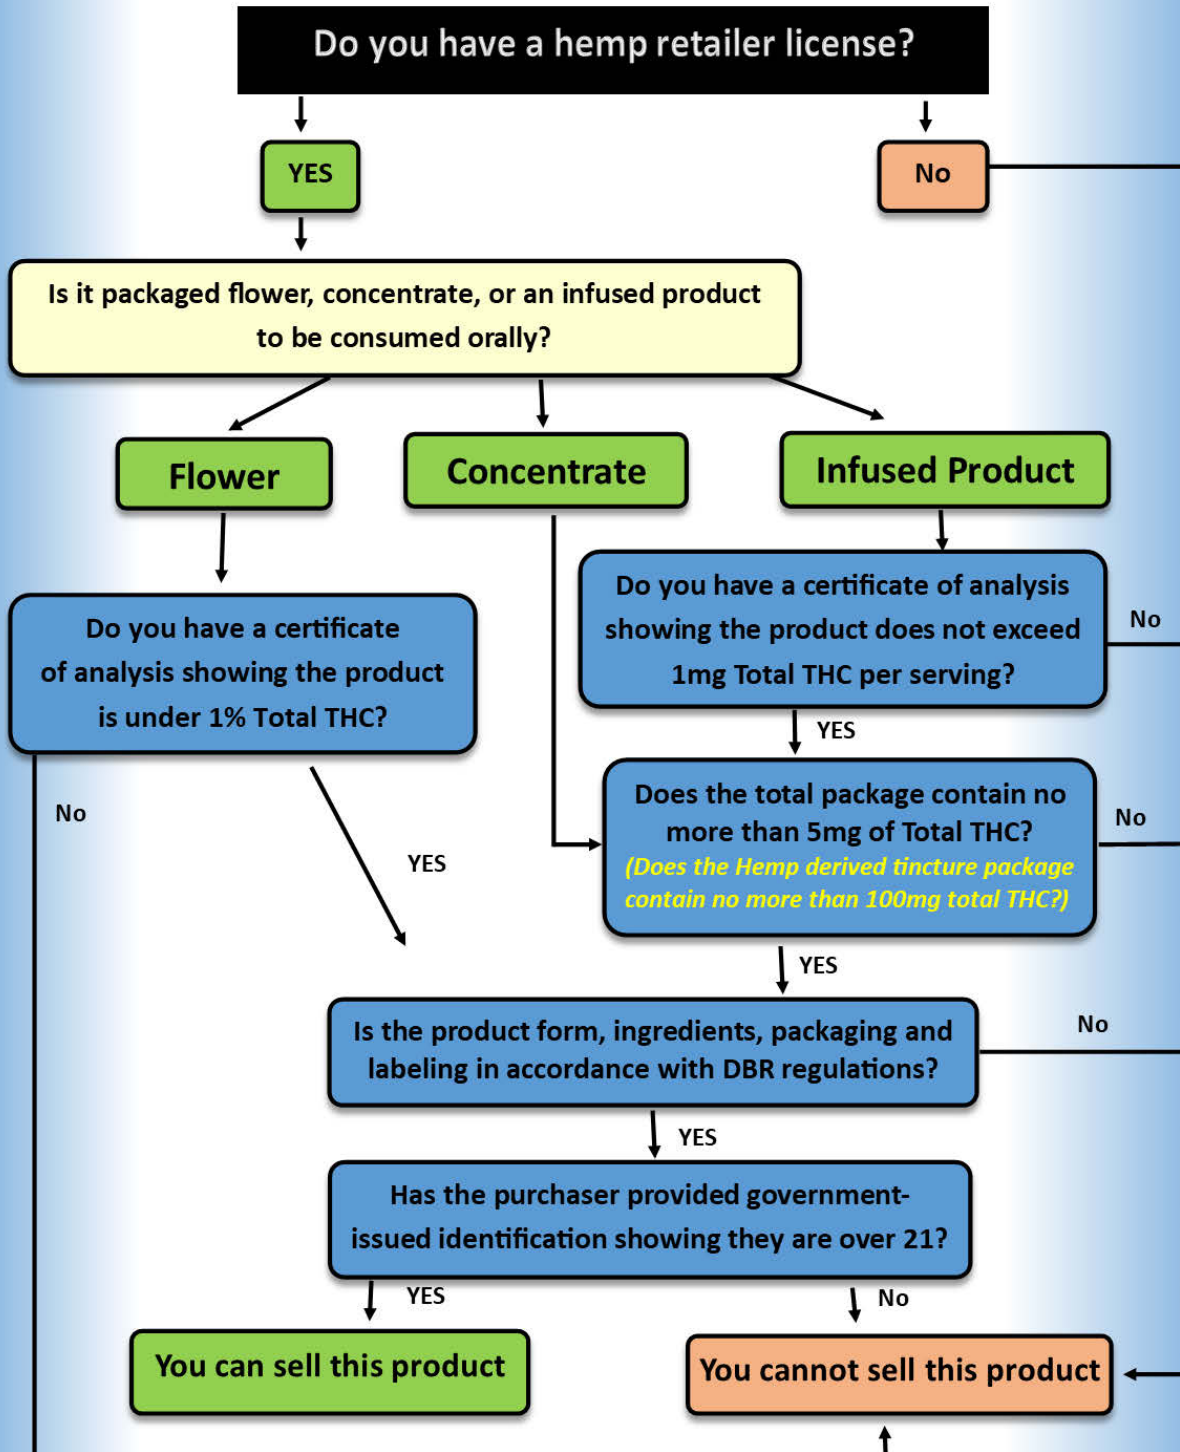 Do you have a hemp retailer license?
YES
No
Is it packaged flower, concentrate, or an infused product
to be consumed orally?
Flower
Concentrate
Infused Product
Do you have a certificate
of analysis showing the product
is under 1% Total THC?
Do you have a certificate of analysis
showing the product does not exceed
1mg Total THC per serving?
No
YES
Does the total package contain no
more than 5mg of Total THC?
(Does the Hemp derived tincture package
contain no more than 100mg total THC?)
No
No
YES
YES
Is the product form, ingredients, packaging and
labeling in accordance with DBR regulations?
No
YES
Has the purchaser provided government-
issued identification showing they are over 21?
YES
No
You can sell this product
You cannot sell this product